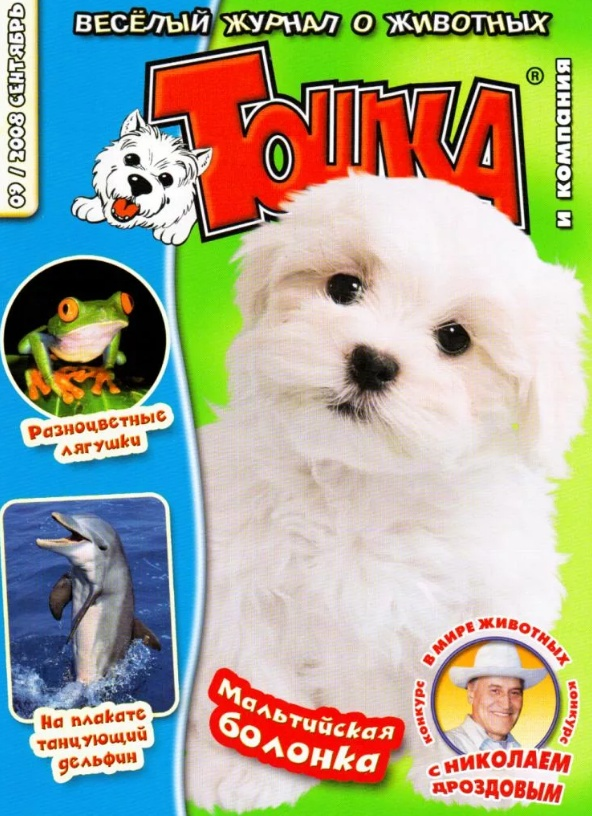 ВЕСЁЛЫЙ ЖУРНАЛ О ЖИВОТНЫХ
09 / 2008 СЕНТЯБРЬ
ТОШКА
®
И КОМПАНИЯ
Разноцветные
лягушки
На плакате
танцующий
дельфин
Мальтийская
болонка
В МИРЕ ЖИВОТНЫХ
КОНКУРС
КОНКУРС
С НИКОЛАЕМ
ДРОЗДОВЫМ